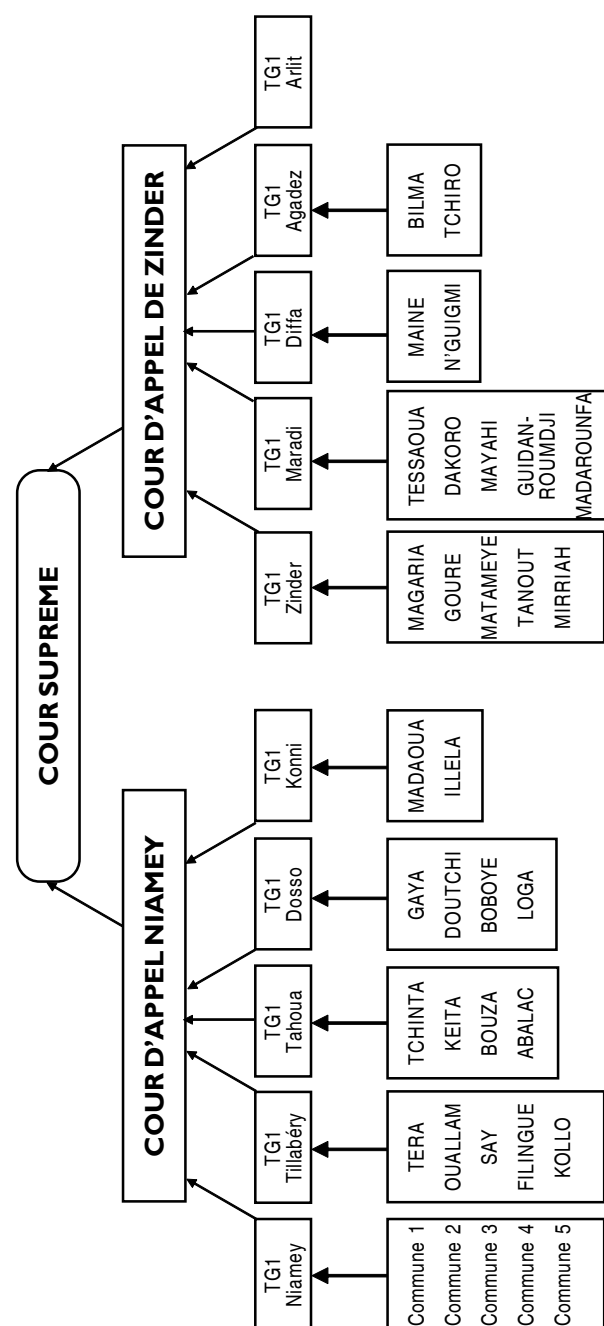 COUR SUPREME
COUR D'APPEL NIAMEY
COUR D'APPEL DE ZINDER
TG1
Niamey
TG1
Tillabéry
TG1
Tahoua
TG1
Dosso
TG1
Konni
TG1
Zinder
TG1
Maradi
TG1
Diffa
TG1
Agadez
TG1
Arlit
Commune 1
Commune 2
Commune 3
Commune 4
Commune 5
TERA
OUALLAM
SAY
FILINGUE
KOLLO
TCHINTA
KEITA
BOUZA
ABALAC
GAYA
DOUTCHI
BOBOYE
LOGA
MADAOUA
ILLELA
MAGARIA
GOURE
MATAMEYE
TANOUT
MIRRIAH
TESSAOUA
DAKORO
MAYAHI
GUIDAN-
ROUMDJI
MADAROUNFA
MAINE
N'GUIGMI
BILMA
TCHIRO